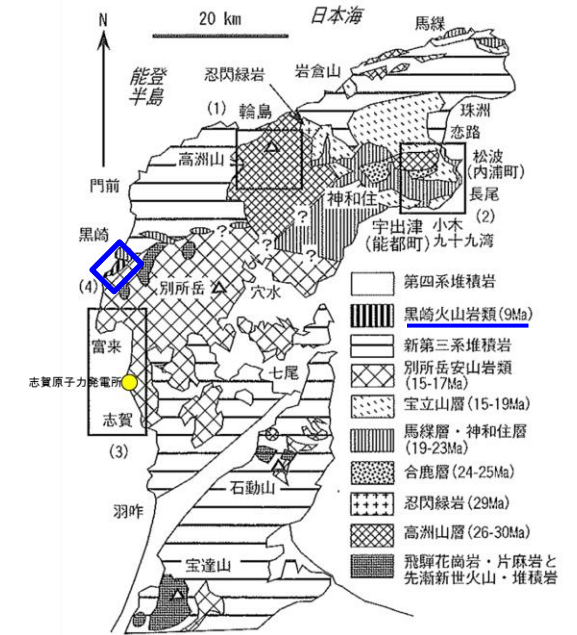 N
20 km
日本海
馬緤
能登
半島
岩倉山
忍閃緑岩
(1)
輪島
珠洲
恋路
高洲山
松波
(内浦町)
門前
神和住
長尾
(2)
宇出津
(能都町)
小木
九十九湾
?
?
?
?
黒崎
(4)
別所岳
穴水
富来
七尾
志賀原子力発電所
志賀
(3)
石動山
羽咋
宝達山
第四系堆積岩
黒崎火山岩類(9Ma)
新第三系堆積岩
別所岳安山岩類
(15-17Ma)
宝立山層(15-19Ma)
馬緤層・神和住層
(19-23Ma)
合鹿層(24-25Ma)
忍閃緑岩(29Ma)
高洲山層(26-30Ma)
飛騨花崗岩・片麻岩と
先漸新世火山・堆積岩